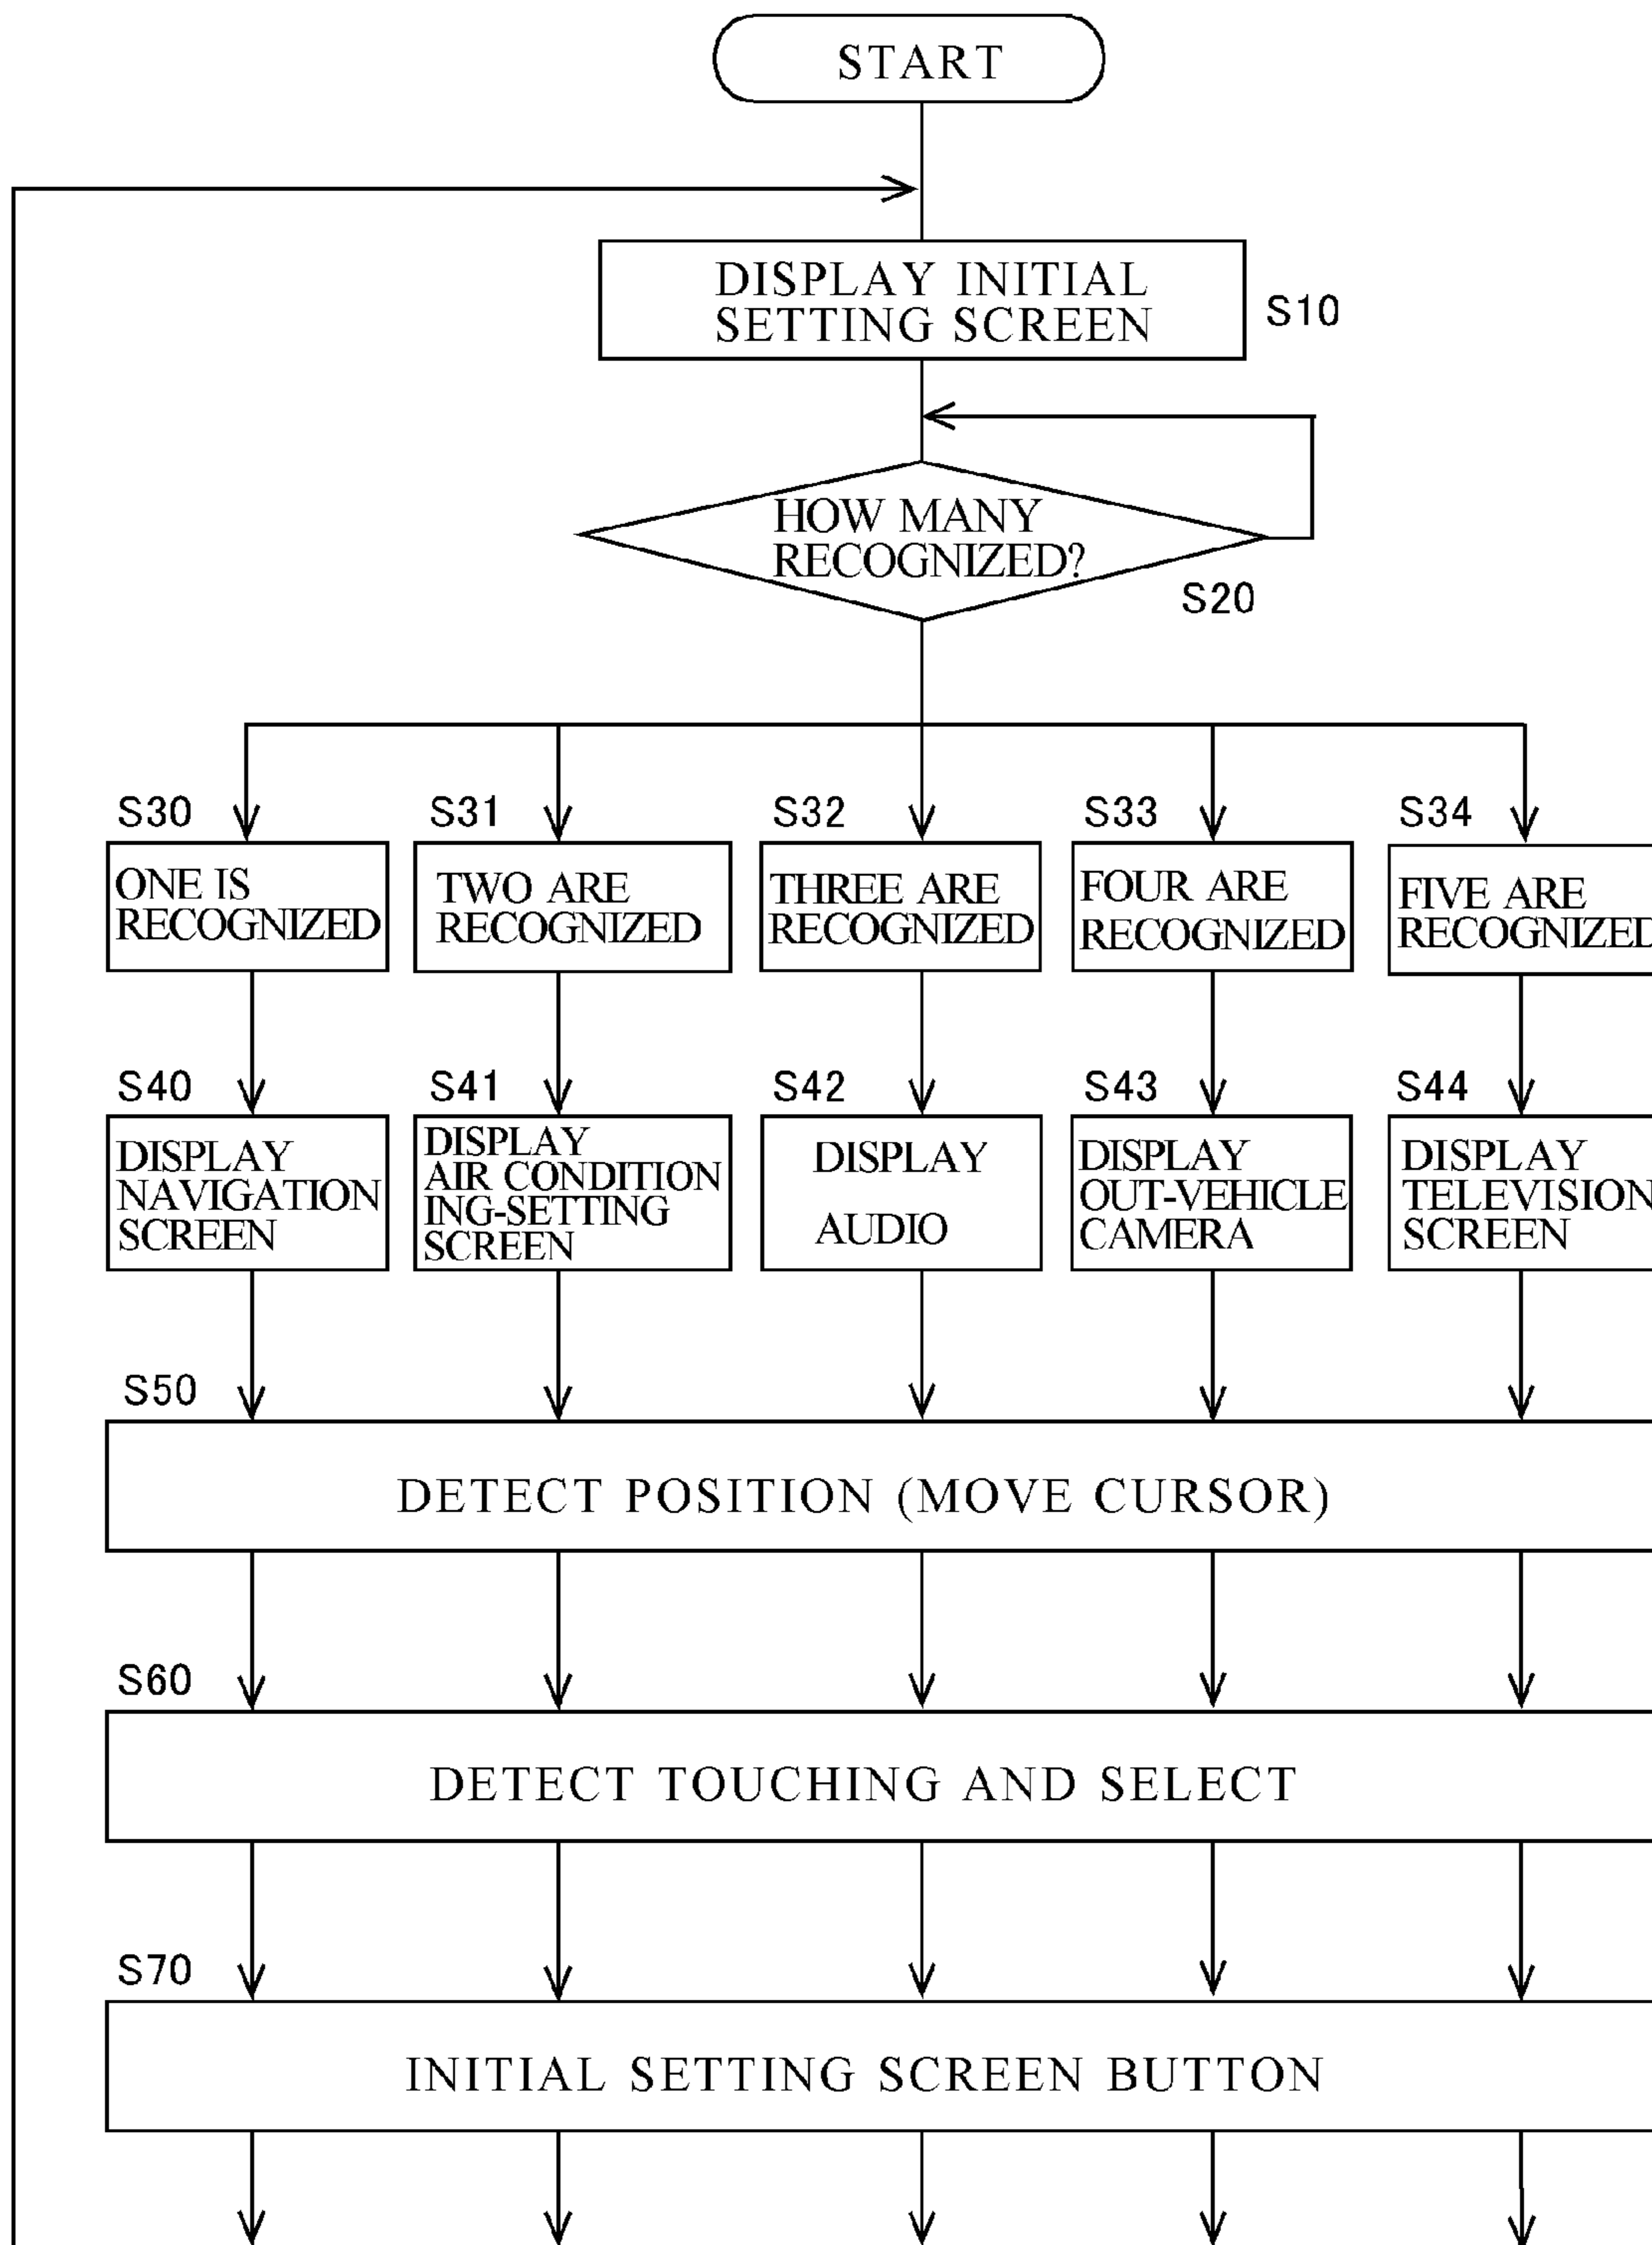 START
DISPLAY INITIAL
SETTING SCREEN
S10
HOW MANY
RECOGNIZED?
S20
S30
S31
S32
S33
S34
ONE IS
RECOGNIZED
TWO ARE
RECOGNIZED
THREE ARE
RECOGNIZED
FOUR ARE
RECOGNIZED
FIVE ARE
RECOGNIZED
S40
S41
S42
S43
S44
DISPLAY
NAVIGATION
SCREEN
DISPLAY
AIR CONDITION
ING-SETTING
SCREEN
DISPLAY
AUDIO
DISPLAY
OUT-VEHICLE
CAMERA
DISPLAY
TELEVISION
SCREEN
S50
DETECT POSITION (MOVE CURSOR)
S60
DETECT TOUCHING AND SELECT
S70
INITIAL SETTING SCREEN BUTTON